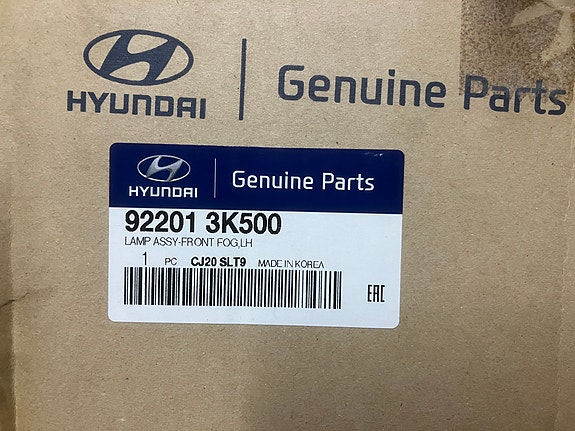 HYUNDAI Genuine Parts
HYUNDAI Genuine Parts
92201 3K500
LAMP ASSY-FRONT FOG,LH
1 PC CJ20 SLT9 MADE IN KOREA
EAC